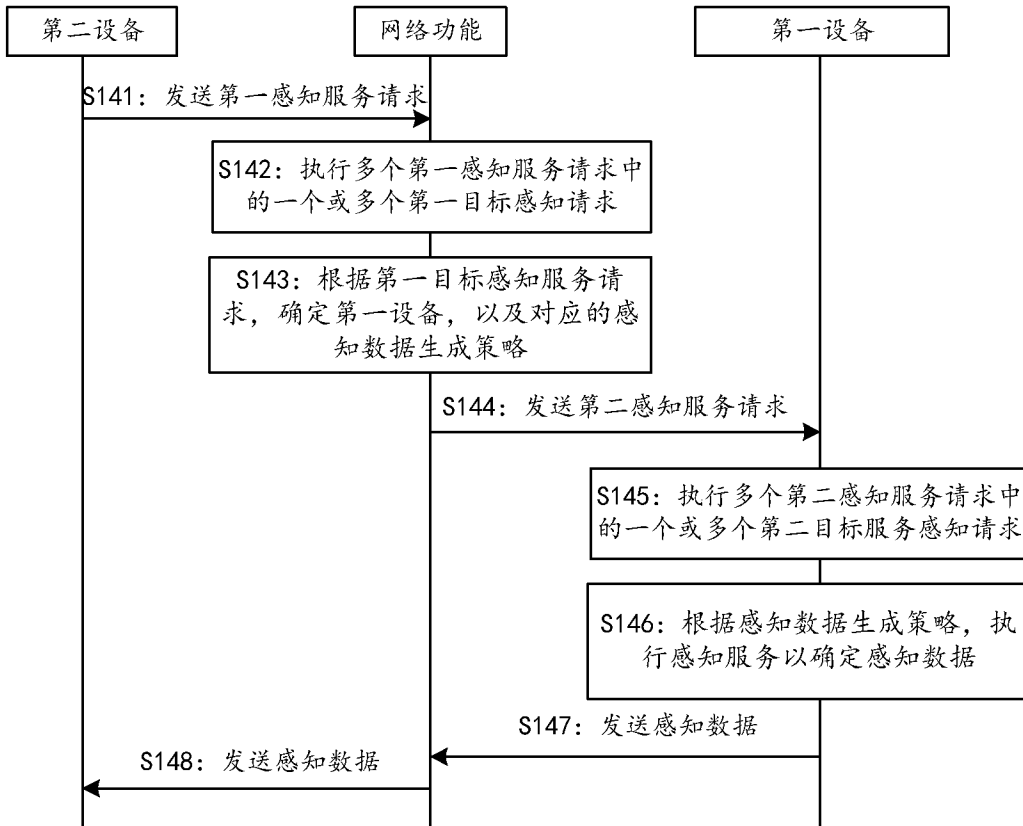 第二设备
网络功能
第一设备
S141：发送第一感知服务请求
S142：执行多个第一感知服务请求中
的一个或多个第一目标感知请求
S143：根据第一目标感知服务请
求，确定第一设备，以及对应的感
知数据生成策略
S144：发送第二感知服务请求
S145：执行多个第二感知服务请求中
的一个或多个第二目标服务感知请求
S146：根据感知数据生成策略，执
行感知服务以确定感知数据
S147：发送感知数据
S148：发送感知数据